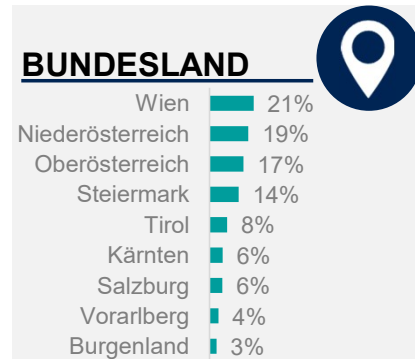 BUNDESLAND
Wien 21%
Niederösterreich 19%
Oberösterreich 17%
Steiermark 14%
Tirol 8%
Kärnten 6%
Salzburg 6%
Vorarlberg 4%
Burgenland 3%